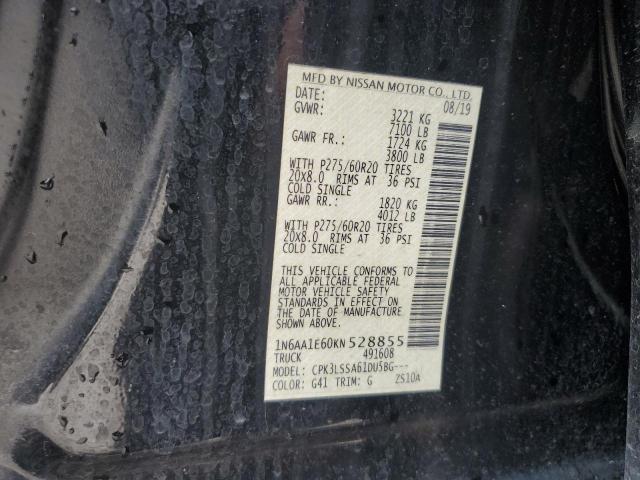 MFD BY NISSAN MOTOR CO., LTD.
DATE: 08/19
GVWR: 3221 KG
7100 LB
GAWR FR.: 1724 KG
3800 LB
WITH P275/60R20 TIRES
20X8.0 RIMS AT 36 PSI
COLD SINGLE
GAWR RR.: 1820 KG
4012 LB
WITH P275/60R20 TIRES
20X8.0 RIMS AT 36 PSI
COLD SINGLE
THIS VEHICLE CONFORMS TO
ALL APPLICABLE FEDERAL
MOTOR VEHICLE SAFETY
STANDARDS IN EFFECT ON
THE DATE OF MANUFACTURE
SHOWN ABOVE.
1N6AA1E60KN528855
TRUCK 491608
MODEL: CPK3LSSA61DU5BG---
COLOR: G41 TRIM: G ZS10A